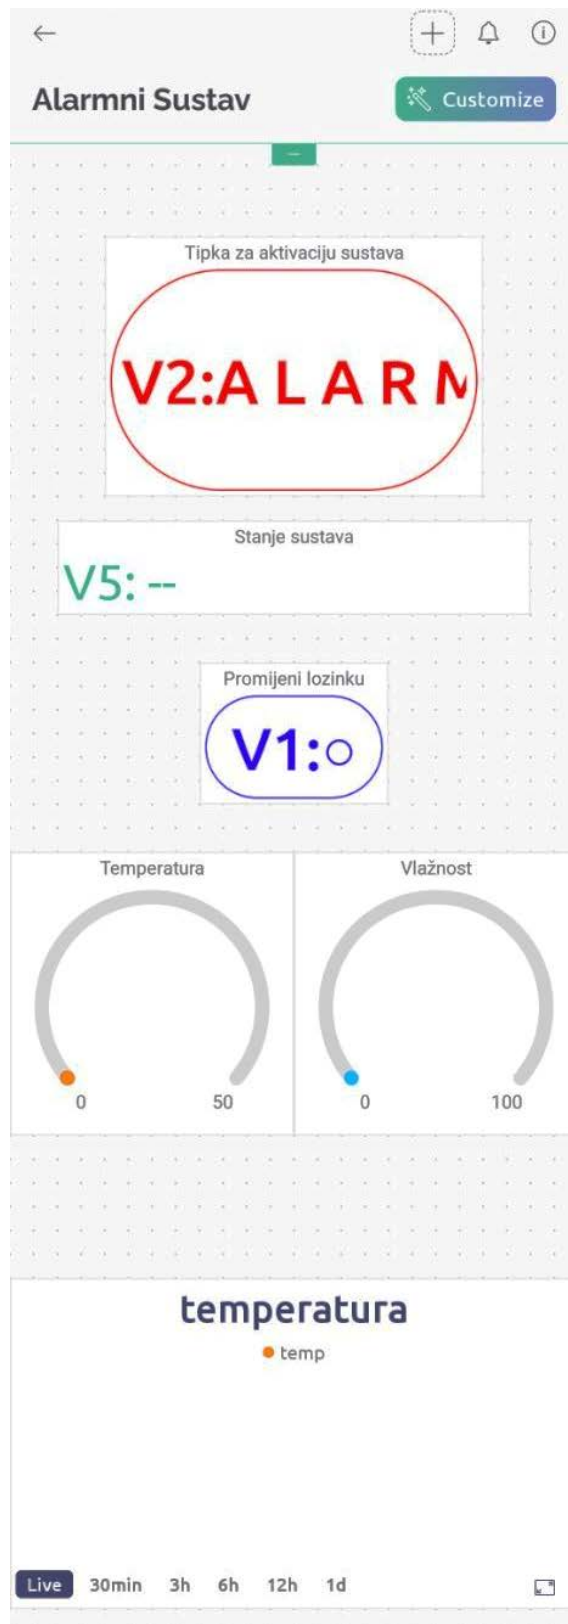 Alarmni Sustav
Customize
Tipka za aktivaciju sustava
V2:A L A R M
Stanje sustava
V5: --
Promijeni lozinku
V1:○
Temperatura
Vlažnost
0 50
0 100
temperatura
temp
Live 30min 3h 6h 12h 1d